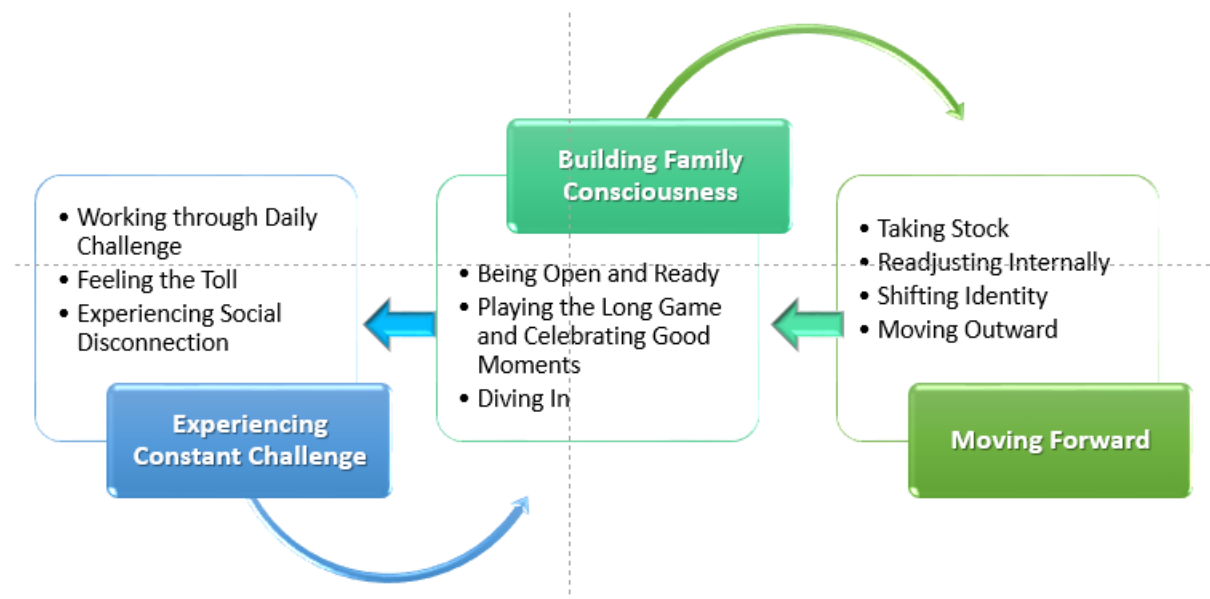 • Working through Daily
Challenge
• Feeling the Toll
• Experiencing Social
Disconnection
Experiencing
Constant Challenge
Building Family
Consciousness
• Being Open and Ready
• Playing the Long Game
and Celebrating Good
Moments
• Diving In
• Taking Stock
• Readjusting Internally
• Shifting Identity
• Moving Outward
Moving Forward